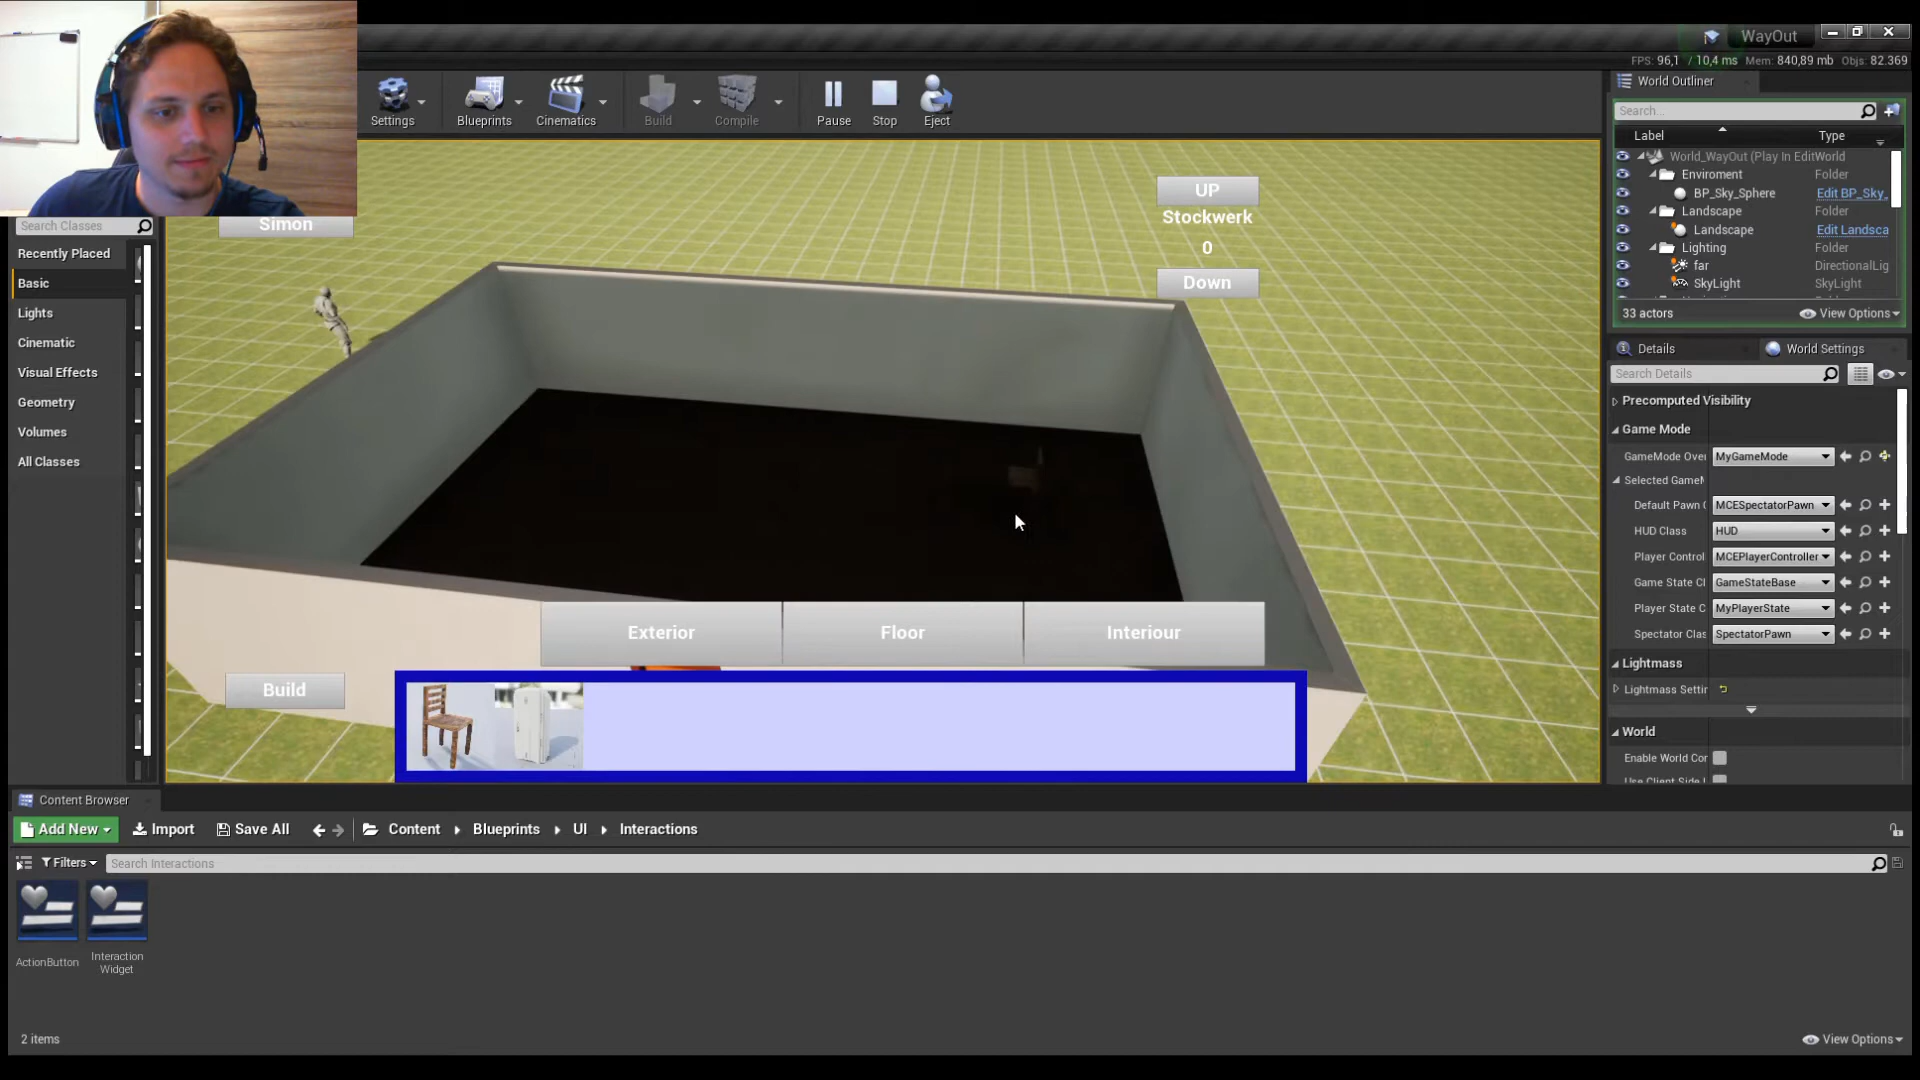 WayOut
FPS: 96,1 / 10,4 ms Mem: 840,89 mb Objs: 82.369
Settings
Blueprints
Cinematics
Build
Compile
Pause
Stop
Eject
World Outliner
Search...
Label Type
World_WayOut (Play In Edit World
Enviroment Folder
BP_Sky_Sphere Edit BP_Sky_
Landscape Folder
Landscape Edit Landsca
Lighting Folder
far DirectionalLig
SkyLight SkyLight
33 actors View Options
Search Classes
Recently Placed
Basic
Lights
Cinematic
Visual Effects
Geometry
Volumes
All Classes
Simon
UP
Stockwerk
0
Down
Exterior Floor Interiour
Build
Details World Settings
Search Details
Precomputed Visibility
Game Mode
GameMode Over MyGameMode
Selected GameM
Default Pawn C MCESpectatorPawn
HUD Class HUD
Player Control MCEPlayerController
Game State Cl GameStateBase
Player State C MyPlayerState
Spectator Clas SpectatorPawn
Lightmass
Lightmass Settir
World
Enable World Cor
Use Client Side L
Content Browser
Add New Import Save All Content Blueprints UI Interactions
Filters Search Interactions
ActionButton
Interaction
Widget
2 items View Options